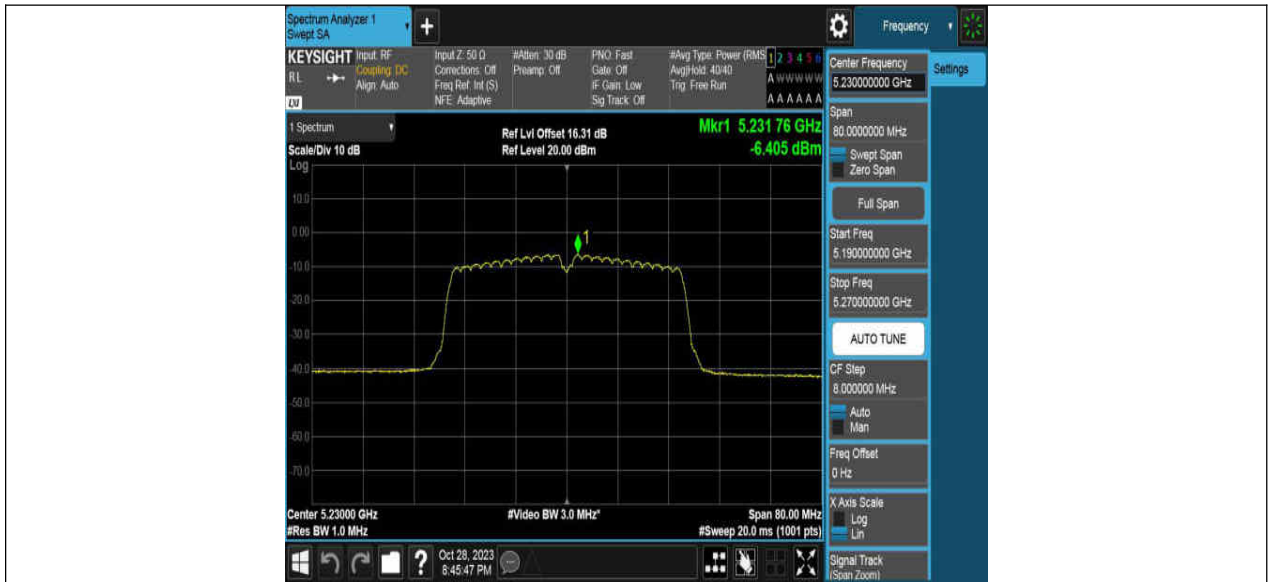 Spectrum Analyzer 1
Swept SA
+
Frequency
KEYSIGHT
RL
LXI
Input: RF
Coupling: DC
Align: Auto
Input Z: 50 Ω
Corrections: Off
Freq Ref: Int (S)
NFE: Adaptive
#Atten: 30 dB
Preamp: Off
PNO: Fast
Gate: Off
IF Gain: Low
Sig Track: Off
#Avg Type: Power (RMS
Avg|Hold: 40/40
Trig: Free Run
1 2 3 4 5 6
A W W W W W
A A A A A A
1 Spectrum
Scale/Div 10 dB
Ref Lvl Offset 16.31 dB
Ref Level 20.00 dBm
Mkr1 5.231 76 GHz
-6.405 dBm
Log
10.0
0.00
-10.0
-20.0
-30.0
-40.0
-50.0
-60.0
-70.0
1
Center 5.23000 GHz
#Res BW 1.0 MHz
#Video BW 3.0 MHz*
Span 80.00 MHz
#Sweep 20.0 ms (1001 pts)
Oct 28, 2023
8:45:47 PM
?
Center Frequency
5.230000000 GHz
Settings
Span
80.0000000 MHz
Swept Span
Zero Span
Full Span
Start Freq
5.190000000 GHz
Stop Freq
5.270000000 GHz
AUTO TUNE
CF Step
8.000000 MHz
Auto
Man
Freq Offset
0 Hz
X Axis Scale
Log
Lin
Signal Track
(Span Zoom)